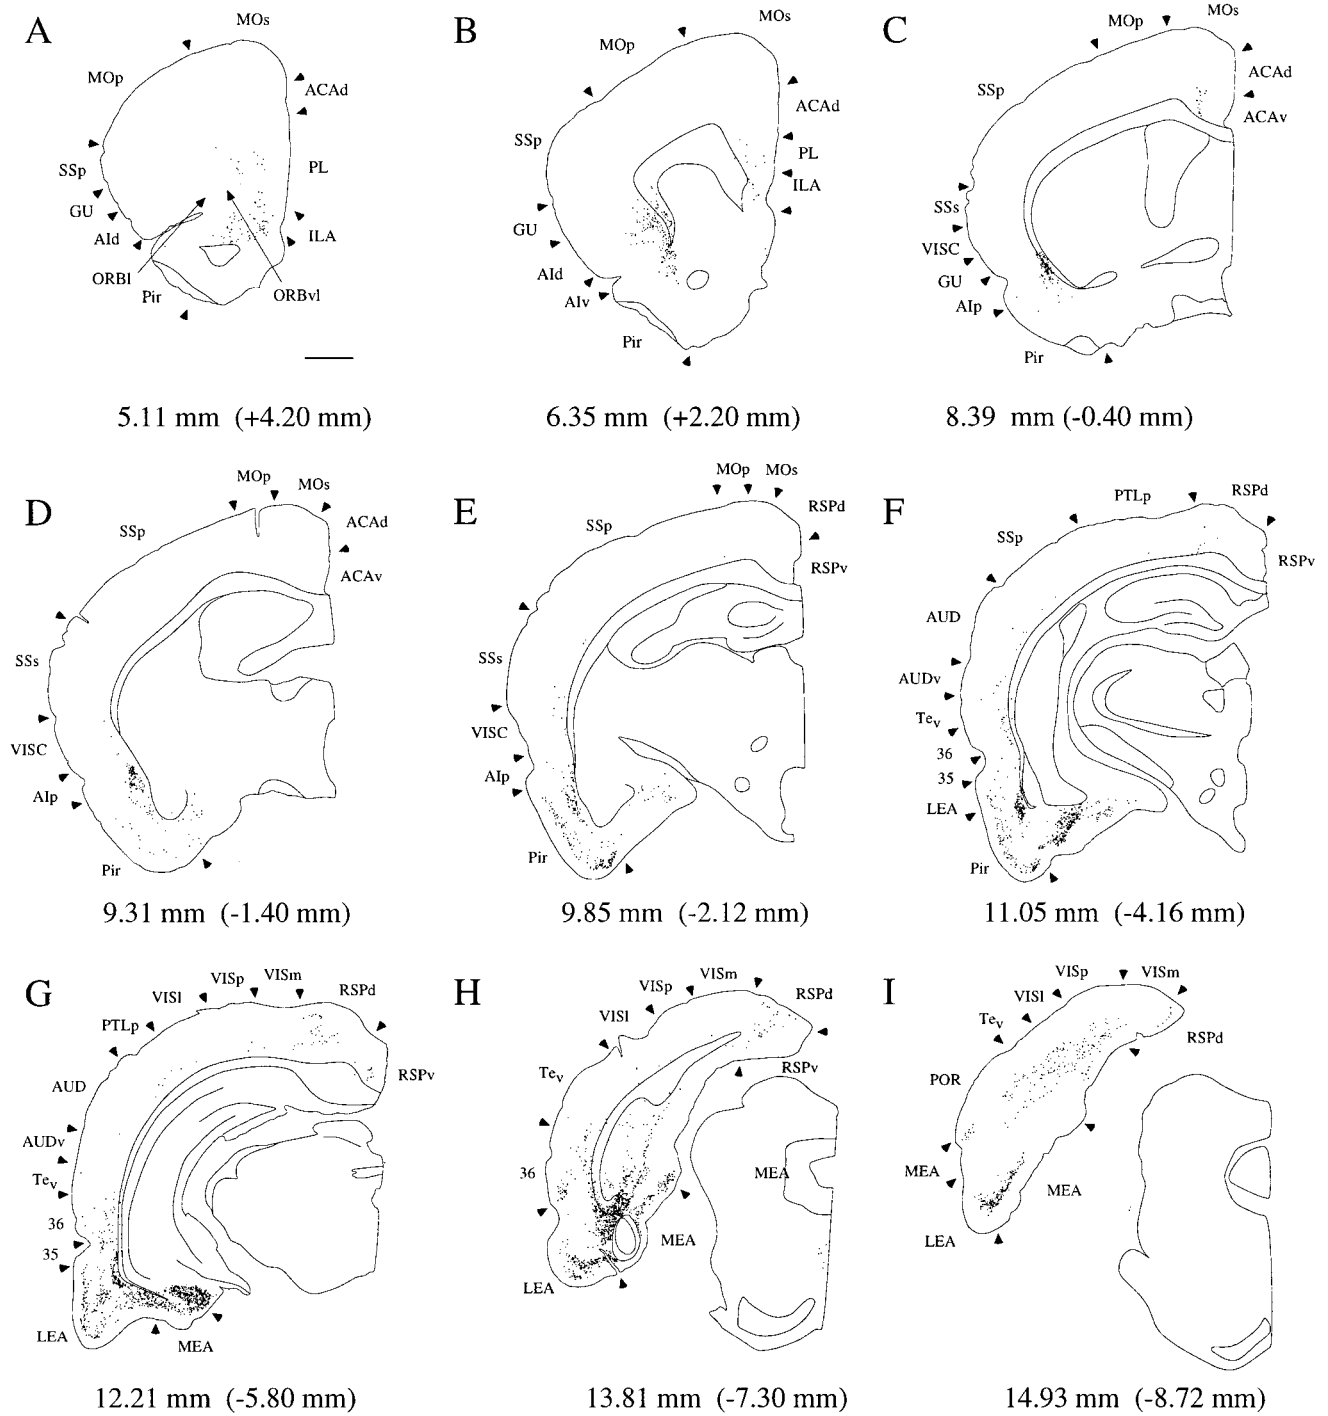 A
MOs
MOp
ACAd
SSp
PL
GU
AId
ILA
ORBl
ORBvl
Pir
5.11 mm (+4.20 mm)
B
MOs
MOp
ACAd
SSp
PL
ILA
GU
AId
AIv
Pir
6.35 mm (+2.20 mm)
C
MOs
MOp
ACAd
SSp
ACAv
SSs
VISC
GU
AIp
Pir
8.39 mm (-0.40 mm)
D
MOp
MOs
SSp
ACAd
ACAv
SSs
VISC
AIp
Pir
9.31 mm (-1.40 mm)
E
MOp
MOs
SSp
RSPd
RSPv
SSs
VISC
AIp
Pir
9.85 mm (-2.12 mm)
F
PTLp
RSPd
SSp
RSPv
AUD
AUDv
Tev
36
35
LEA
Pir
11.05 mm (-4.16 mm)
G
VISp
VISm
VISl
RSPd
PTLp
AUD
RSPv
AUDv
Tev
36
35
LEA
MEA
12.21 mm (-5.80 mm)
H
VISm
VISp
RSPd
VISl
Tev
RSPv
36
MEA
MEA
LEA
13.81 mm (-7.30 mm)
I
VISp
VISm
VISl
Tev
RSPd
POR
MEA
MEA
LEA
14.93 mm (-8.72 mm)